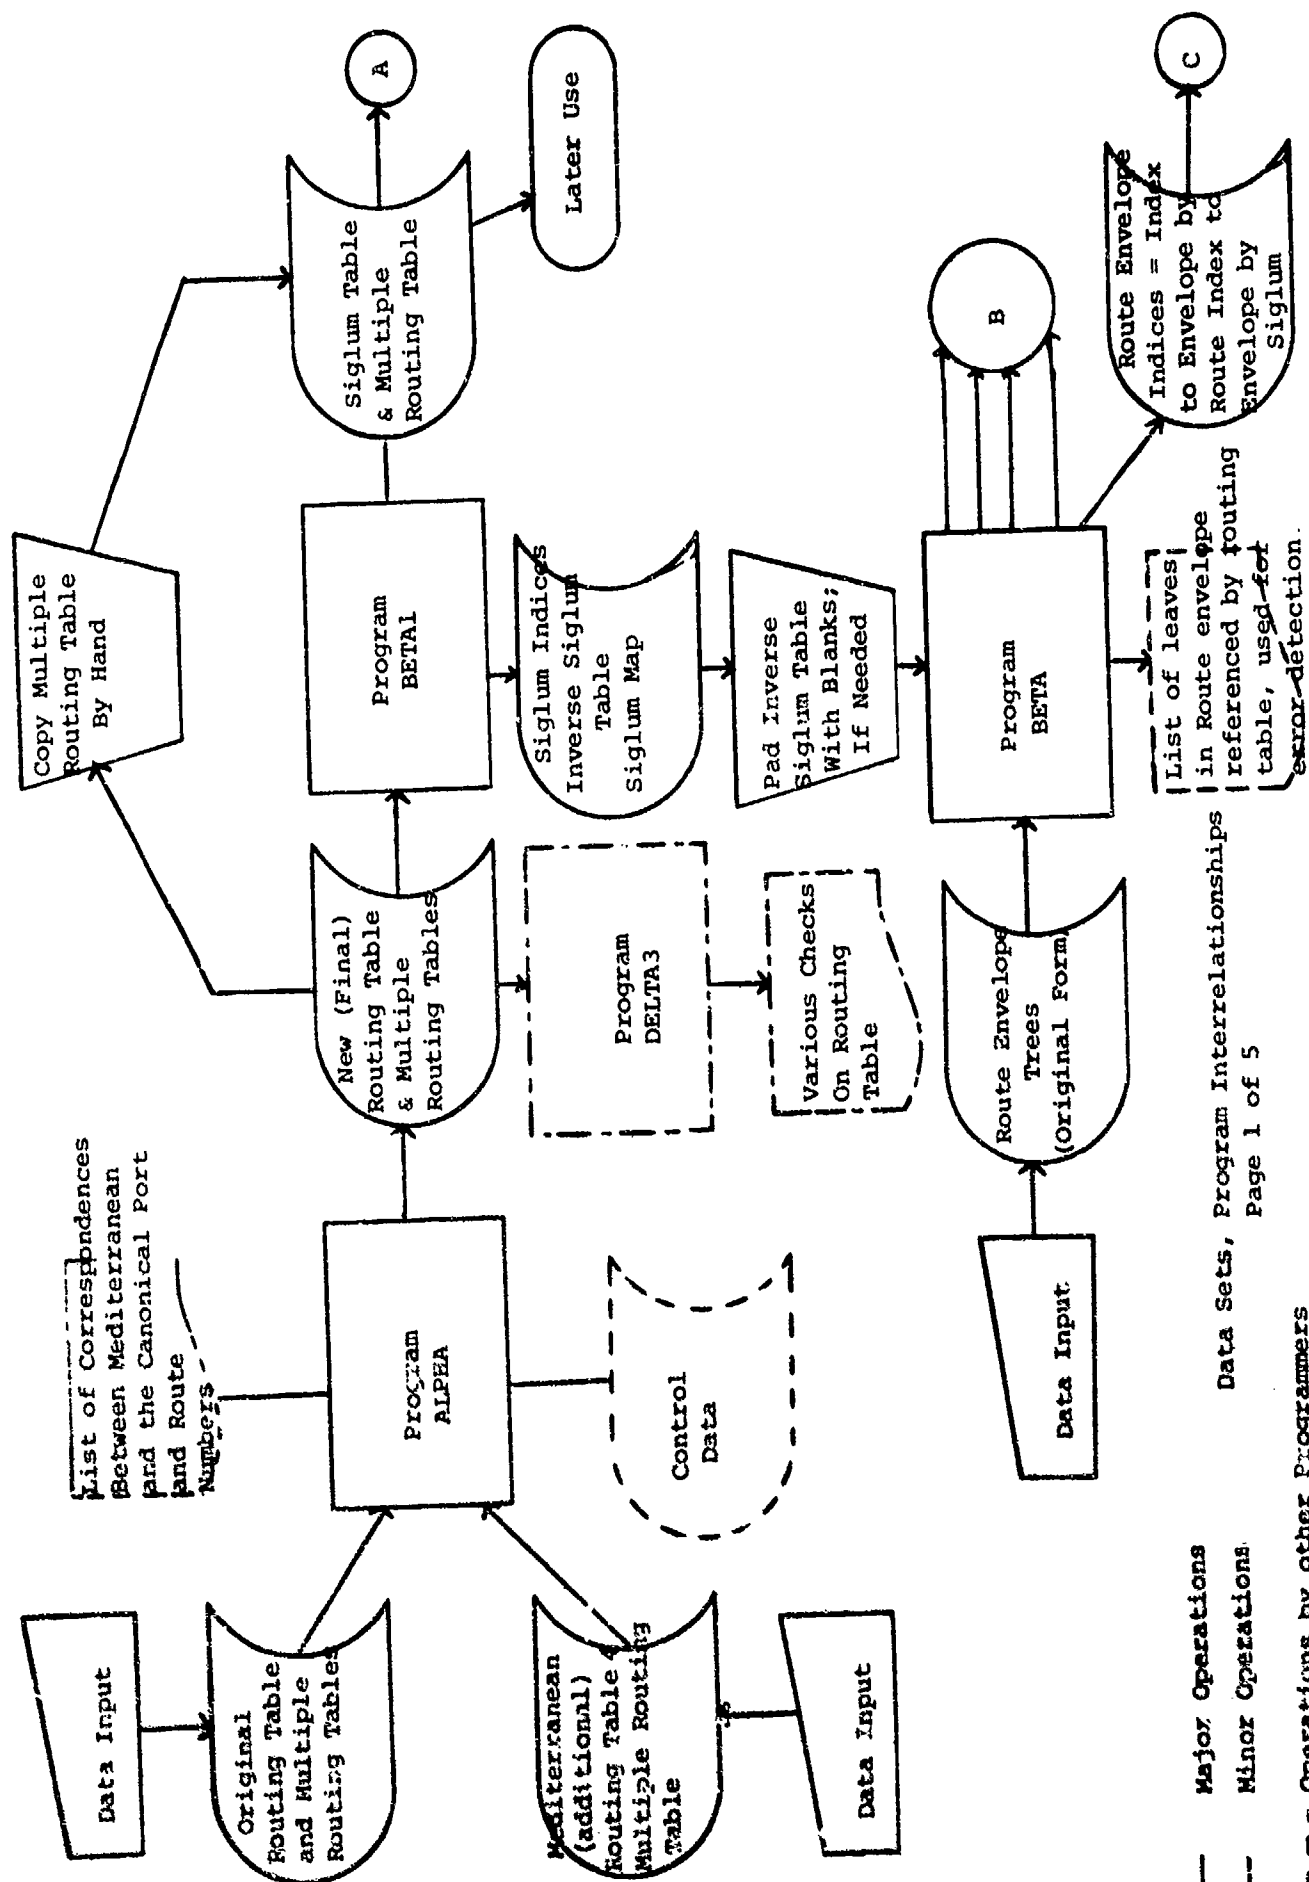 Data Input
Original
Routing Table
and Multiple
Routing Tables
Mediterranean
(additional)
Routing Table &
Multiple Routing
Table
Data Input
List of Correspondences
Between Mediterranean
and the Canonical Port
and Route
Numbers
Program
ALPHA
Control
Data
New (Final)
Routing Table
& Multiple
Routing Tables
Copy Multiple
Routing Table
By Hand
Program
DELTA3
Various Checks
On Routing
Table
Program
BETA1
Siglum Table
& Multiple
Routing Table
A
Later Use
Siglum Indices
Inverse Siglum
Table
Siglum Map
Pad Inverse
Siglum Table
With Blanks;
If Needed
Data Input
Route Envelope
Trees
(Original Form)
Program
BETA
B
Route Envelope
Indices = Index
to Envelope by
Route Index to
Envelope by
Siglum
C
List of leaves
in Route envelope
referenced by routing
table, used for
error detection.
Data Sets, Program Interrelationships
Page 1 of 5
Major Operations
Minor Operations
Operations by other Programmers